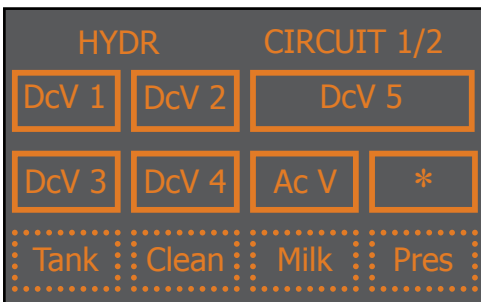 HYDR CIRCUIT 1/2
DcV 1 DcV 2 DcV 5
DcV 3 DcV 4 Ac V *
Tank Clean Milk Pres